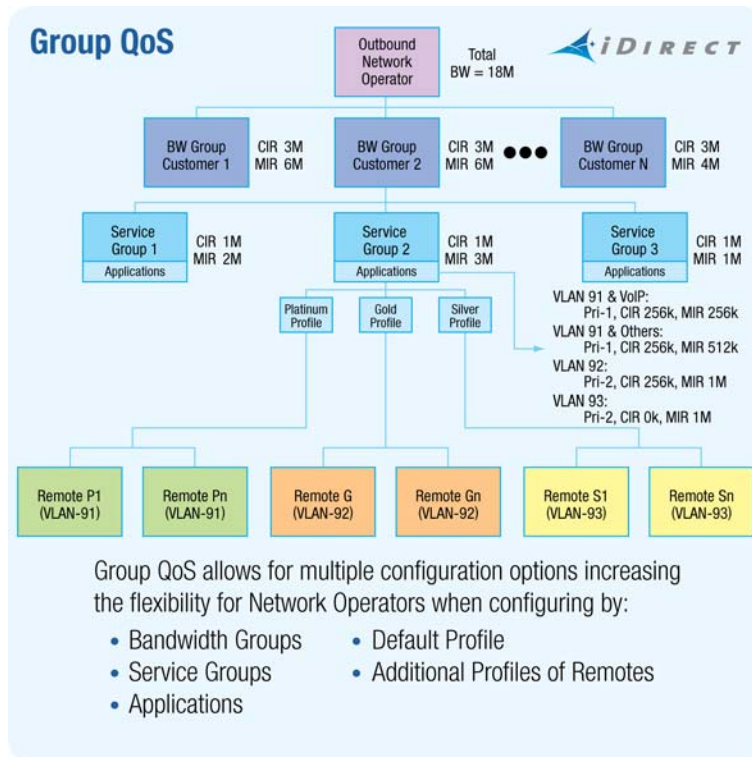 Group QoS
iDIRECT
Outbound
Network
Operator
Total
BW = 18M
BW Group
Customer 1
CIR 3M
MIR 6M
BW Group
Customer 2
CIR 3M
MIR 6M
BW Group
Customer N
CIR 3M
MIR 4M
Service
Group 1
Applications
CIR 1M
MIR 2M
Service
Group 2
Applications
CIR 1M
MIR 3M
Service
Group 3
Applications
CIR 1M
MIR 1M
Platinum
Profile
Gold
Profile
Silver
Profile
VLAN 91 & VoIP:
Pri-1, CIR 256k, MIR 256k
VLAN 91 & Others:
Pri-1, CIR 256k, MIR 512k
VLAN 92:
Pri-2, CIR 256k, MIR 1M
VLAN 93:
Pri-2, CIR 0k, MIR 1M
Remote P1
(VLAN-91)
Remote Pn
(VLAN-91)
Remote G
(VLAN-92)
Remote Gn
(VLAN-92)
Remote S1
(VLAN-93)
Remote Sn
(VLAN-93)
Group QoS allows for multiple configuration options increasing
the flexibility for Network Operators when configuring by:
• Bandwidth Groups
• Service Groups
• Applications
• Default Profile
• Additional Profiles of Remotes